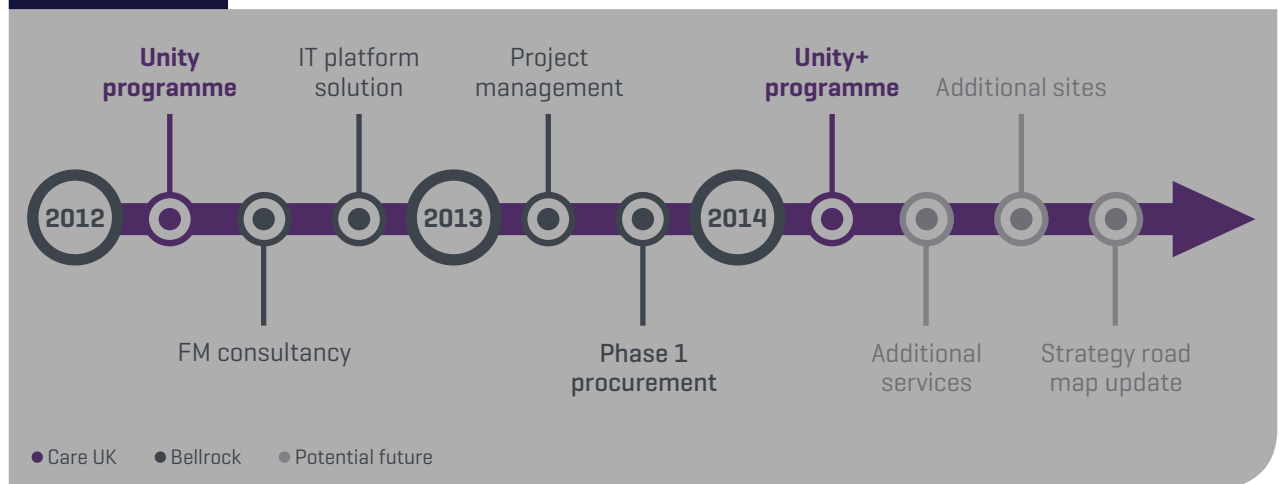 Unity
programme
IT platform
solution
Project
management
Unity+
programme
Additional sites
2012
2013
2014
FM consultancy
Phase 1
procurement
Additional
services
Strategy road
map update
Care UK
Bellrock
Potential future